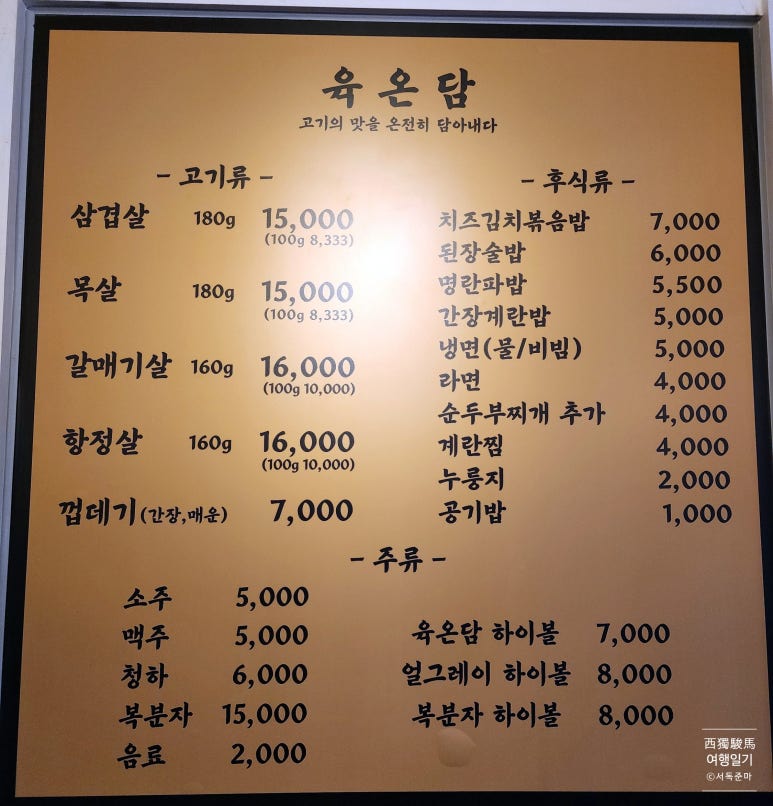 육온담
고기의 맛을 온전히 담아내다
- 고기류 -
삼겹살 180g 15,000
(100g 8,333)
목살 180g 15,000
(100g 8,333)
갈매기살 160g 16,000
(100g 10,000)
항정살 160g 16,000
(100g 10,000)
껍데기(간장,매운) 7,000
- 후식류 -
치즈김치볶음밥 7,000
된장술밥 6,000
명란파밥 5,500
간장계란밥 5,000
냉면(물/비빔) 5,000
라면 4,000
순두부찌개 추가 4,000
계란찜 4,000
누룽지 2,000
공기밥 1,000
- 주류 -
소주 5,000
맥주 5,000
청하 6,000
복분자 15,000
음료 2,000
육온담 하이볼 7,000
얼그레이 하이볼 8,000
복분자 하이볼 8,000
西獨駿馬
여행일기
©서독준마